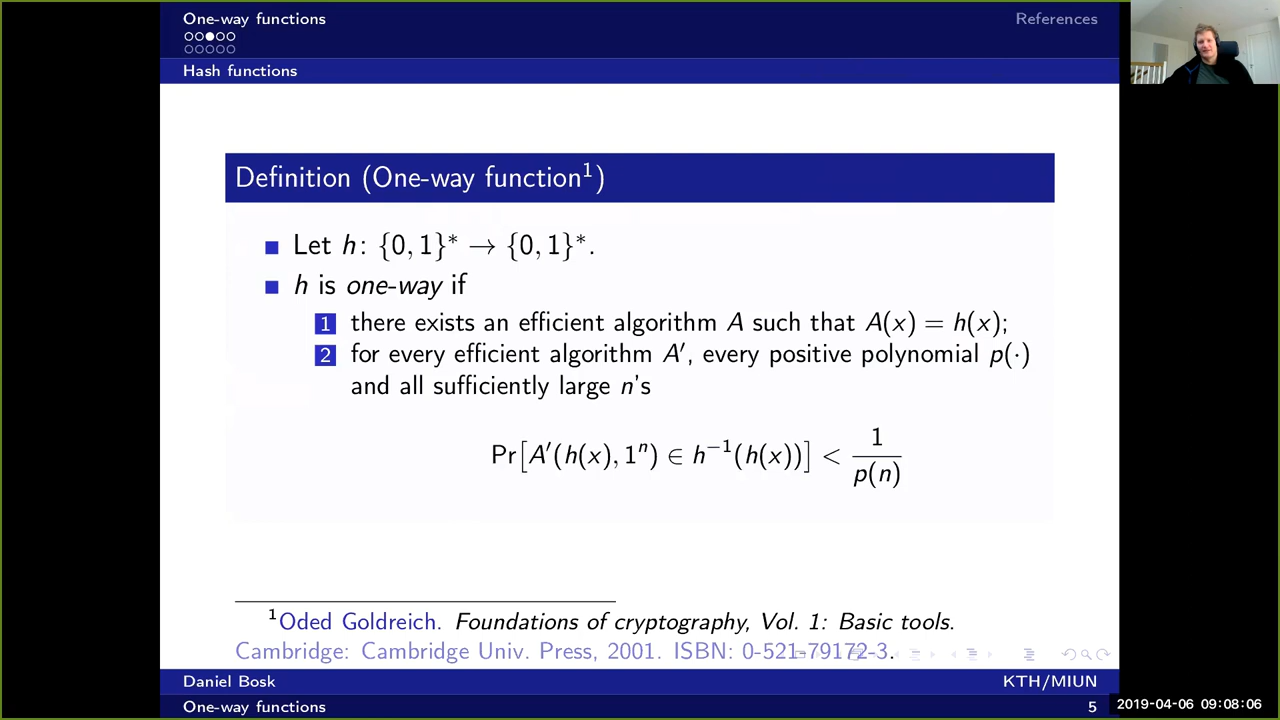 One-way functions
References
Hash functions
Definition (One-way function¹)
Let h: {0, 1}* → {0, 1}*.
h is one-way if
1 there exists an efficient algorithm A such that A(x) = h(x);
2 for every efficient algorithm A′, every positive polynomial p(·)
and all sufficiently large n's
Pr[A′(h(x), 1ⁿ) ∈ h⁻¹(h(x))] < 1/p(n)
¹Oded Goldreich. Foundations of cryptography, Vol. 1: Basic tools.
Cambridge: Cambridge Univ. Press, 2001. ISBN: 0-521-79172-3.
Daniel Bosk
KTH/MIUN
One-way functions
5
2019-04-06 09:08:06